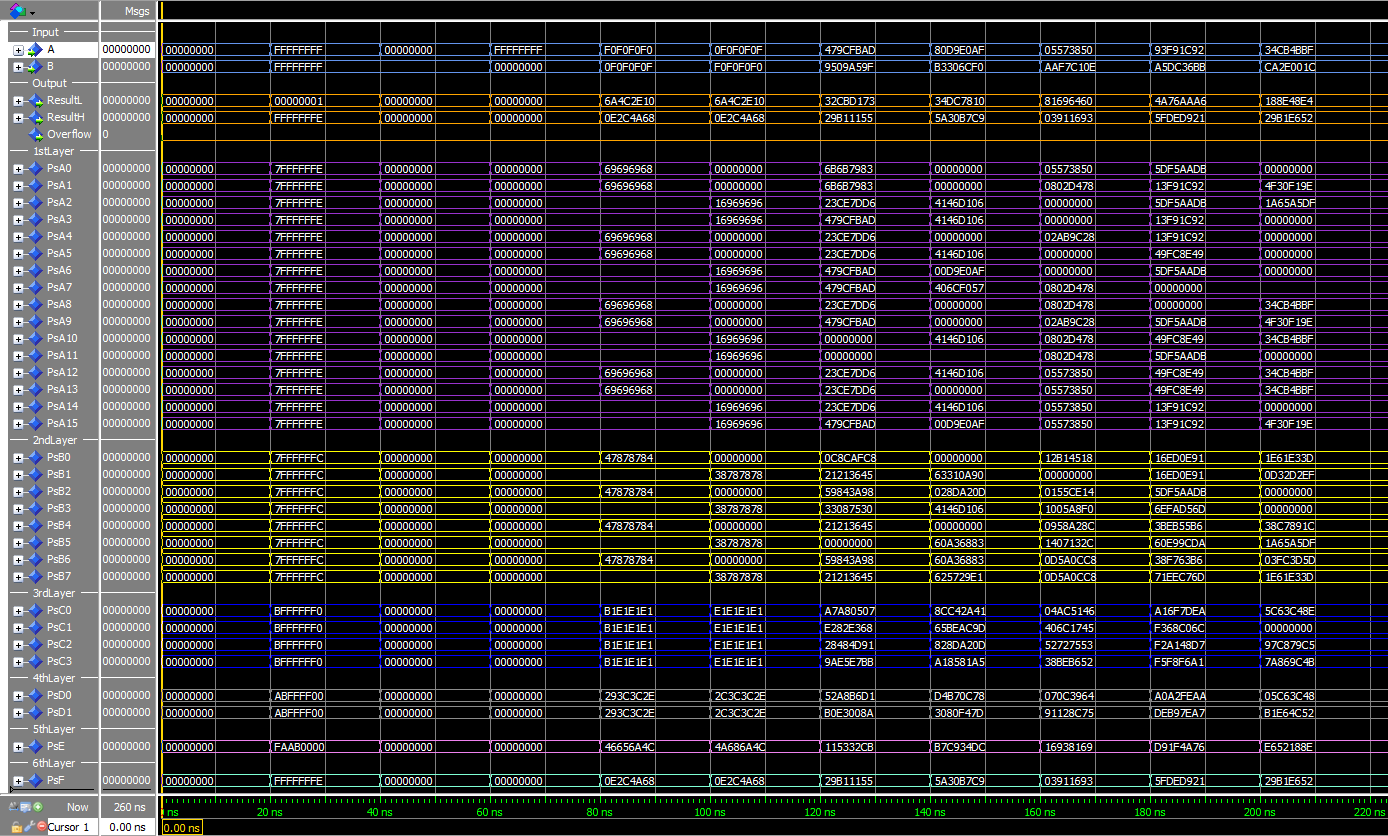 Msgs
Input
A 00000000 00000000 FFFFFFFF 00000000 FFFFFFFF F0F0F0F0 0F0F0F0F 479CFBAD 80D9E0AF 05573850 93F91C92 34CB4BBF
B 00000000 00000000 FFFFFFFF 00000000 0F0F0F0F F0F0F0F0 9509A59F B3306CF0 AAF7C10E A5DC36BB CA2E001C
Output
ResultL 00000000 00000000 00000001 00000000 00000000 6A4C2E10 6A4C2E10 32CBD173 34DC7810 81696460 4A76AAA6 188E48E4
ResultH 00000000 00000000 FFFFFFFE 00000000 00000000 0E2C4A68 0E2C4A68 29B11155 5A30B7C9 03911693 5FDED921 29B1E652
Overflow 0
1stLayer
PsA0 00000000 00000000 7FFFFFFE 00000000 00000000 69696968 00000000 6B6B7983 00000000 05573850 5DF5AADB 00000000
PsA1 00000000 00000000 7FFFFFFE 00000000 00000000 69696968 00000000 6B6B7983 00000000 0802D478 13F91C92 4F30F19E
PsA2 00000000 00000000 7FFFFFFE 00000000 00000000 16969696 23CE7DD6 4146D106 00000000 5DF5AADB 1A65A5DF
PsA3 00000000 00000000 7FFFFFFE 00000000 00000000 16969696 479CFBAD 4146D106 00000000 13F91C92 00000000
PsA4 00000000 00000000 7FFFFFFE 00000000 00000000 69696968 00000000 23CE7DD6 00000000 02AB9C28 13F91C92 00000000
PsA5 00000000 00000000 7FFFFFFE 00000000 00000000 69696968 00000000 23CE7DD6 4146D106 00000000 49FC8E49 00000000
PsA6 00000000 00000000 7FFFFFFE 00000000 00000000 16969696 479CFBAD 00D9E0AF 00000000 5DF5AADB 00000000
PsA7 00000000 00000000 7FFFFFFE 00000000 00000000 16969696 479CFBAD 406CF057 0802D478 00000000
PsA8 00000000 00000000 7FFFFFFE 00000000 00000000 69696968 00000000 23CE7DD6 00000000 0802D478 00000000 34CB4BBF
PsA9 00000000 00000000 7FFFFFFE 00000000 00000000 69696968 00000000 479CFBAD 00000000 02AB9C28 5DF5AADB 4F30F19E
PsA10 00000000 00000000 7FFFFFFE 00000000 00000000 16969696 00000000 4146D106 0802D478 49FC8E49 34CB4BBF
PsA11 00000000 00000000 7FFFFFFE 00000000 00000000 16969696 00000000 0802D478 5DF5AADB 00000000
PsA12 00000000 00000000 7FFFFFFE 00000000 00000000 69696968 00000000 23CE7DD6 4146D106 05573850 49FC8E49 34CB4BBF
PsA13 00000000 00000000 7FFFFFFE 00000000 00000000 69696968 00000000 23CE7DD6 00000000 05573850 49FC8E49 34CB4BBF
PsA14 00000000 00000000 7FFFFFFE 00000000 00000000 16969696 23CE7DD6 4146D106 05573850 13F91C92 00000000
PsA15 00000000 00000000 7FFFFFFE 00000000 00000000 16969696 479CFBAD 00D9E0AF 05573850 13F91C92 4F30F19E
2ndLayer
PsB0 00000000 00000000 7FFFFFFC 00000000 00000000 47878784 00000000 0C8CAFC8 00000000 12B14518 16ED0E91 1E61E33D
PsB1 00000000 00000000 7FFFFFFC 00000000 00000000 38787878 21213645 63310A90 00000000 16ED0E91 0D32D2EF
PsB2 00000000 00000000 7FFFFFFC 00000000 00000000 47878784 00000000 59843A98 028DA20D 0155CE14 5DF5AADB 00000000
PsB3 00000000 00000000 7FFFFFFC 00000000 00000000 38787878 33087530 4146D106 1005A8F0 6EFAD56D 00000000
PsB4 00000000 00000000 7FFFFFFC 00000000 00000000 47878784 00000000 21213645 00000000 0958A28C 3BEB55B6 38C7891C
PsB5 00000000 00000000 7FFFFFFC 00000000 00000000 38787878 00000000 60A36883 1407132C 60E99CDA 1A65A5DF
PsB6 00000000 00000000 7FFFFFFC 00000000 00000000 47878784 00000000 59843A98 60A36883 0D5A0CC8 38F763B6 03FC3D5D
PsB7 00000000 00000000 7FFFFFFC 00000000 00000000 38787878 21213645 625729E1 0D5A0CC8 71EEC76D 1E61E33D
3rdLayer
PsC0 00000000 00000000 BFFFFFF0 00000000 00000000 B1E1E1E1 E1E1E1E1 A7A80507 8CC42A41 04AC5146 A16F7DEA 5C63C48E
PsC1 00000000 00000000 BFFFFFF0 00000000 00000000 B1E1E1E1 E1E1E1E1 E282E368 65BEAC9D 406C1745 F368C06C 00000000
PsC2 00000000 00000000 BFFFFFF0 00000000 00000000 B1E1E1E1 E1E1E1E1 28484D91 828DA20D 52727553 F2A148D7 97C879C5
PsC3 00000000 00000000 BFFFFFF0 00000000 00000000 B1E1E1E1 E1E1E1E1 9AE5E7BB A18581A5 38BEB652 F5F8F6A1 7A869C4B
4thLayer
PsD0 00000000 00000000 ABFFFF00 00000000 00000000 293C3C2E 2C3C3C2E 52A8B6D1 D4B70C78 070C3964 A0A2FEAA 05C63C48
PsD1 00000000 00000000 ABFFFF00 00000000 00000000 293C3C2E 2C3C3C2E B0E3008A 3080F47D 91128C75 DEB97EA7 B1E64C52
5thLayer
PsE 00000000 00000000 FAAB0000 00000000 00000000 46656A4C 4A686A4C 115332CB B7C934DC 16938169 D91F4A76 E652188E
6thLayer
PsF 00000000 00000000 FFFFFFFE 00000000 00000000 0E2C4A68 0E2C4A68 29B11155 5A30B7C9 03911693 5FDED921 29B1E652
Now 260 ns ns 20 ns 40 ns 60 ns 80 ns 100 ns 120 ns 140 ns 160 ns 180 ns 200 ns 220 ns
Cursor 1 0.00 ns 0.00 ns